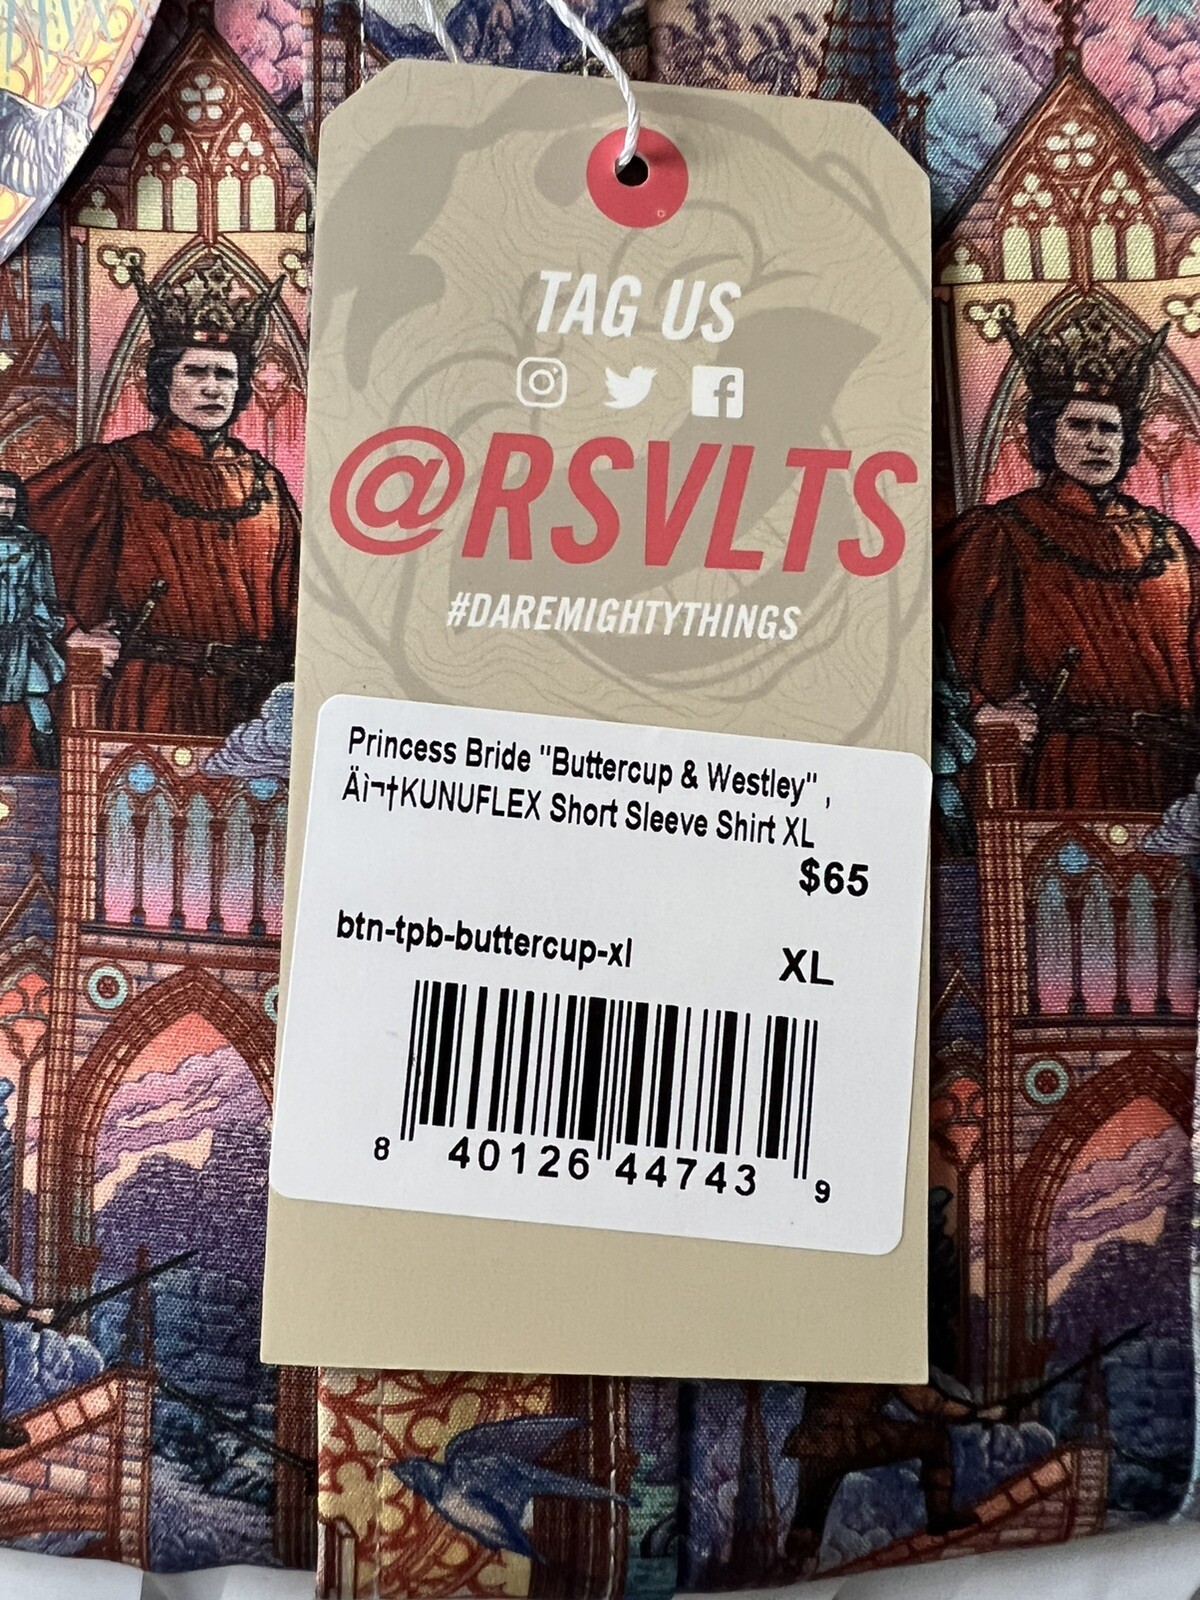 TAG US
@RSVLTS
#DAREMIGHTYTHINGS
Princess Bride "Buttercup & Westley" ,
Äì¬†KUNUFLEX Short Sleeve Shirt XL
$65
btn-tpb-buttercup-xl XL
8 40126 44743 9